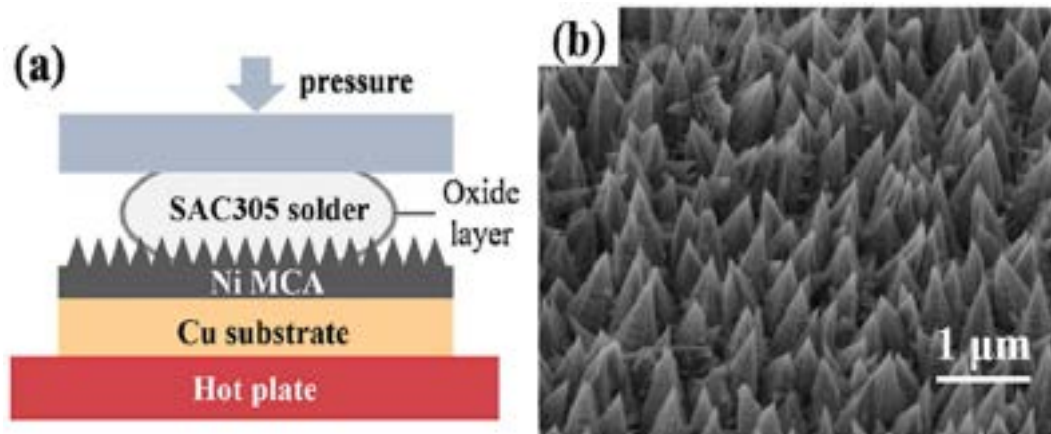 (a)
pressure
SAC305 solder
Oxide
layer
Ni MCA
Cu substrate
Hot plate
(b)
1 μm